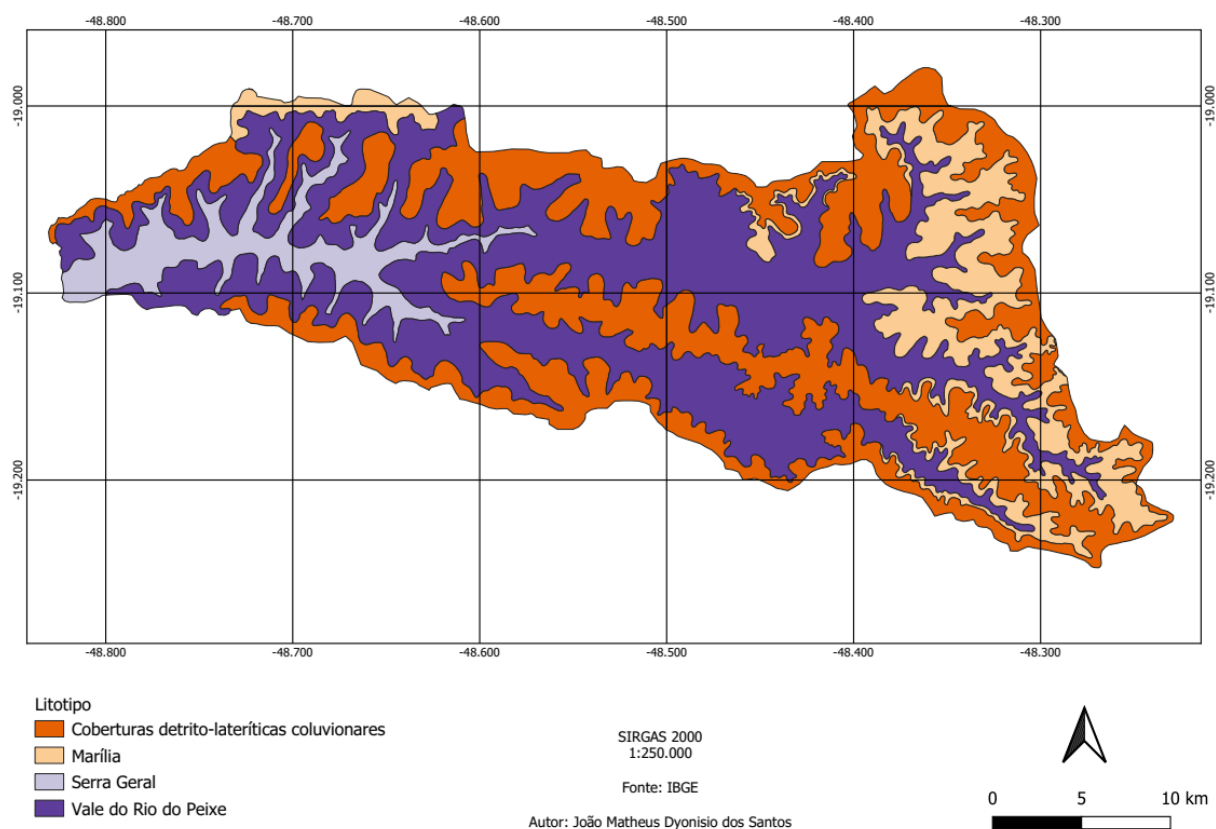 -48.800 -48.700 -48.600 -48.500 -48.400 -48.300
-19.000 -19.000
-19.100 -19.100
-19.200 -19.200
-48.800 -48.700 -48.600 -48.500 -48.400 -48.300
Litotipo
Coberturas detrito-lateríticas coluvionares
Marília
Serra Geral
Vale do Rio do Peixe
SIRGAS 2000
1:250.000
Fonte: IBGE
Autor: João Matheus Dyonisio dos Santos
0 5 10 km